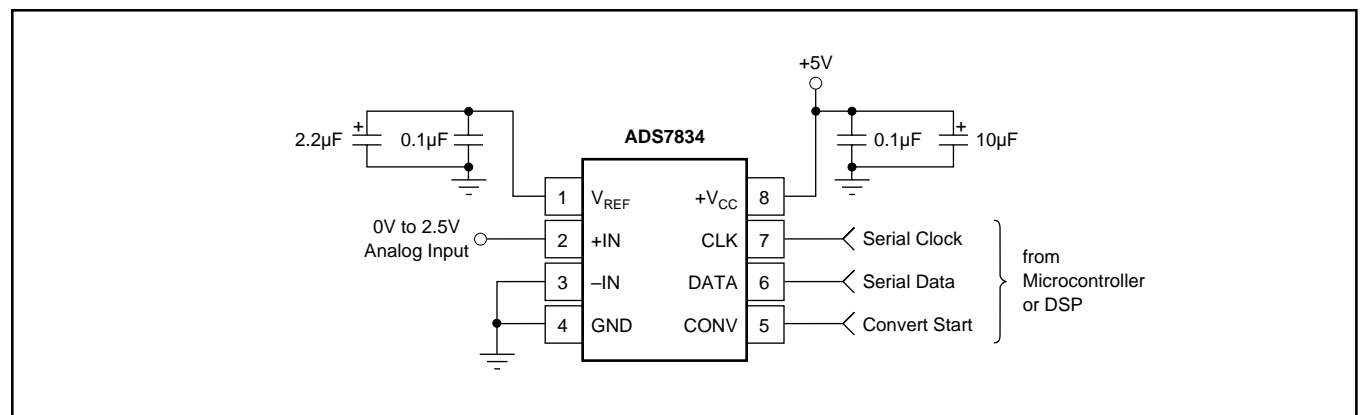 +5V
2.2µF
+
0.1µF
ADS7834
0.1µF
+
10µF
1
VREF
+VCC
8
0V to 2.5V
Analog Input
2
+IN
CLK
7
Serial Clock
3
–IN
DATA
6
Serial Data
4
GND
CONV
5
Convert Start
from
Microcontroller
or DSP